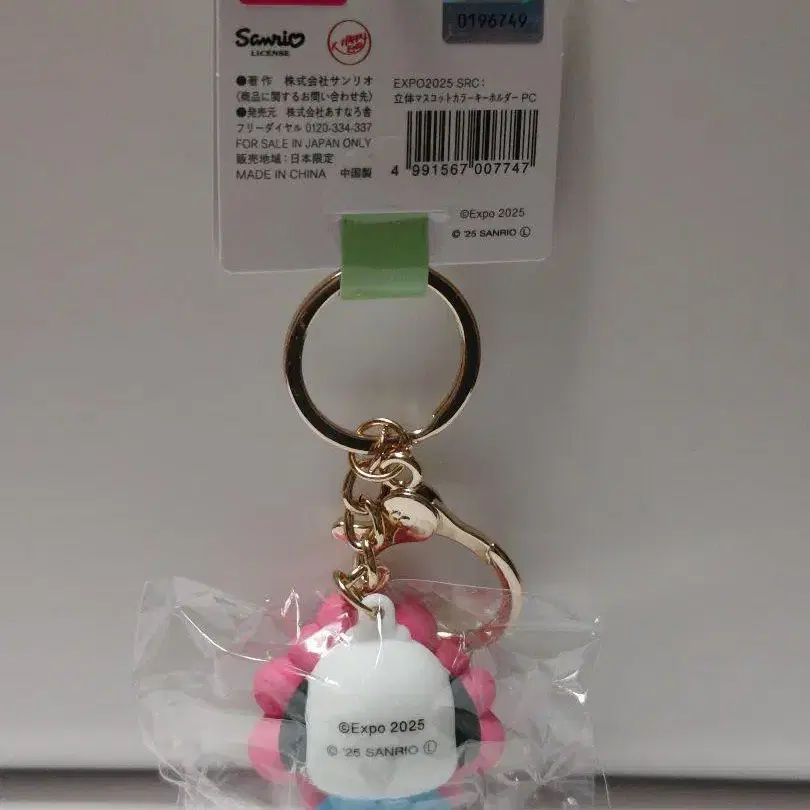 0196749
Sanrio
LICENSE
●著作 株式会社サンリオ
(商品に関するお問い合わせ先)
●発売元 株式会社あすなろ舎
フリーダイヤル 0120-334-337
FOR SALE IN JAPAN ONLY
販売地域：日本限定
MADE IN CHINA 中国製
EXPO2025 SRC：
立体マスコットカラーキーホルダー PC
4 991567 007747
©Expo 2025
© '25 SANRIO Ⓛ
©Expo 2025
© '25 SANRIO Ⓛ